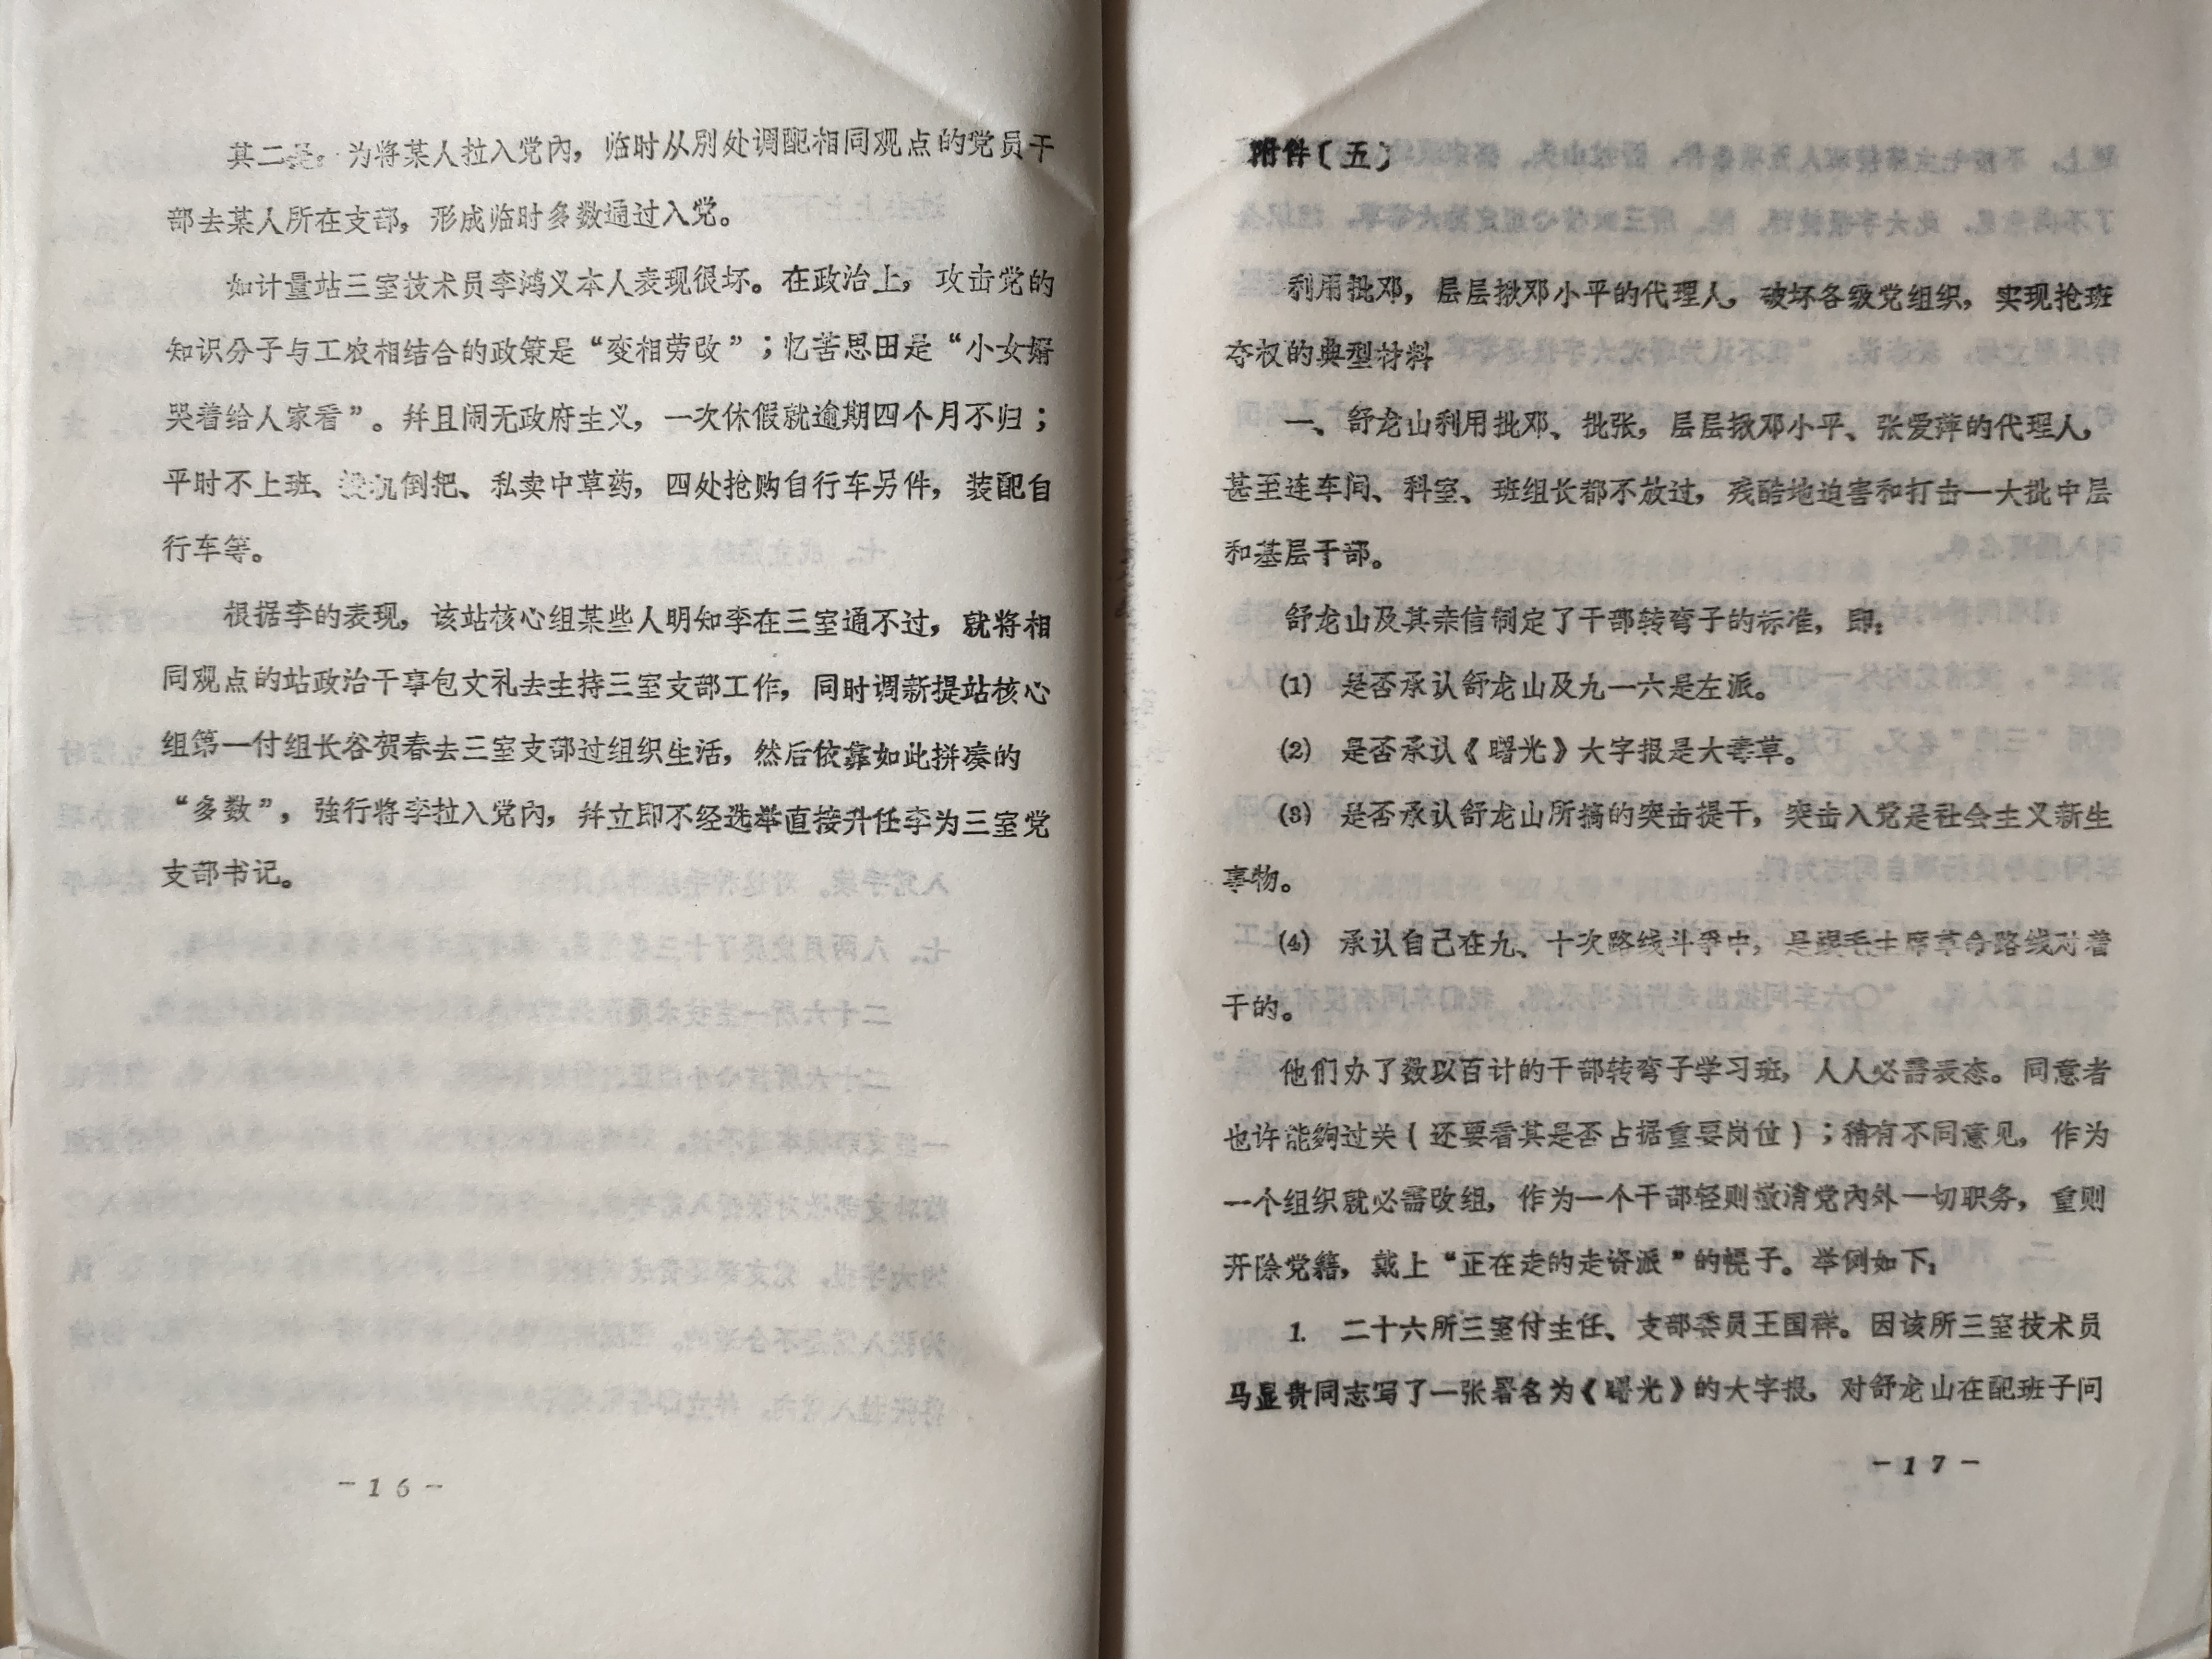 其二是：为将某人拉入党內，临时从別处调配相同观点的党员干
部去某人所在支部，形成临时多数通过入党。
如计量站三室技术员李鸿义本人表现很坏。在政治上，攻击党的
知识分子与工农相结合的政策是“变相劳改”；忆苦思田是“小女婿
哭着给人家看”。幷且闹无政府主义，一次休假就逾期四个月不归；
平时不上班、投机倒把、私卖中草药，四处抢购自行车另件，装配自
行车等。
根据李的表现，该站核心组某些人明知李在三室通不过，就将相
同观点的站政治干事包文礼去主持三室支部工作，同时调新提站核心
组第一付组长谷贺春去三室支部过组织生活，然后依靠如此拼凑的
“多数”，強行将李拉入党內，幷立即不经选举直接升任李为三室党
支部书记。
－16－
附件〔五〕
利用批邓，层层揪邓小平的代理人，破坏各级党组织，实现抢班
夺权的典型材料
一、舒龙山利用批邓、批张，层层揪邓小平、张爱萍的代理人，
甚至连车间、科室、班组长都不放过，残酷地迫害和打击一大批中层
和基层干部。
舒龙山及其亲信制定了干部转弯子的标准，即：
(1) 是否承认舒龙山及九一六是左派。
(2) 是否承认《曙光》大字报是大毒草。
(3) 是否承认舒龙山所搞的突击提干，突击入党是社会主义新生
事物。
(4) 承认自己在九、十次路线斗爭中，是跟毛主席革命路线对着
干的。
他们办了数以百计的干部转弯子学习班，人人必需表态。同意者
也许能夠过关（还要看其是否占据重要岗位）；稍有不同意见，作为
一个组织就必需改组，作为一个干部轻则撤消党內外一切职务，重则
开除党籍，戴上“正在走的走资派”的幌子。举例如下：
1. 二十六所三室付主任、支部委员王国祥。因该所三室技术员
马显贵同志写了一张署名为《曙光》的大字报，对舒龙山在配班子问
－17－